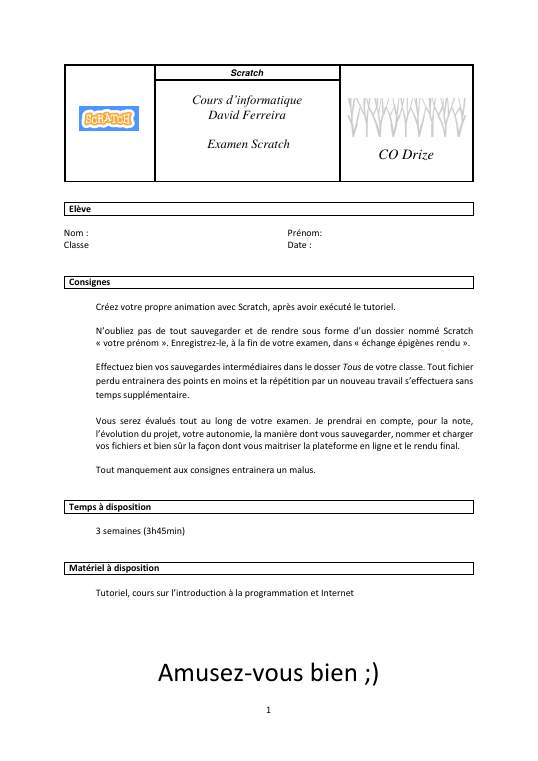 SCRATCH
Scratch
Cours d'informatique
David Ferreira
Examen Scratch
CO Drize
Elève
Nom :
Prénom:
Classe
Date :
Consignes
Créez votre propre animation avec Scratch, après avoir exécuté le tutoriel.
N'oubliez pas de tout sauvegarder et de rendre sous forme d'un dossier nommé Scratch
« votre prénom ». Enregistrez-le, à la fin de votre examen, dans « échange épigènes rendu ».
Effectuez bien vos sauvegardes intermédiaires dans le dosser Tous de votre classe. Tout fichier
perdu entrainera des points en moins et la répétition par un nouveau travail s'effectuera sans
temps supplémentaire.
Vous serez évalués tout au long de votre examen. Je prendrai en compte, pour la note,
l'évolution du projet, votre autonomie, la manière dont vous sauvegarder, nommer et charger
vos fichiers et bien sûr la façon dont vous maitriser la plateforme en ligne et le rendu final.
Tout manquement aux consignes entrainera un malus.
Temps à disposition
3 semaines (3h45min)
Matériel à disposition
Tutoriel, cours sur l'introduction à la programmation et Internet
Amusez-vous bien ;)
1